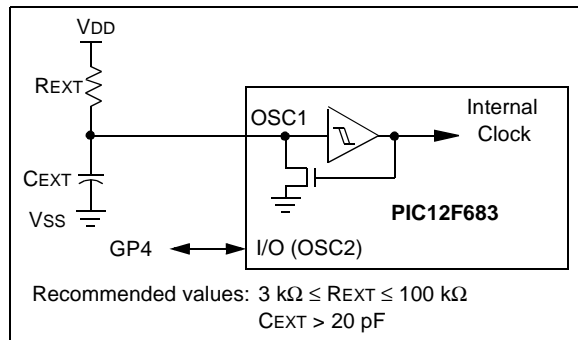 VDD
REXT
OSC1
Internal
Clock
CEXT
PIC12F683
VSS
GP4
I/O (OSC2)
Recommended values: 3 kΩ ≤ REXT ≤ 100 kΩ
CEXT > 20 pF